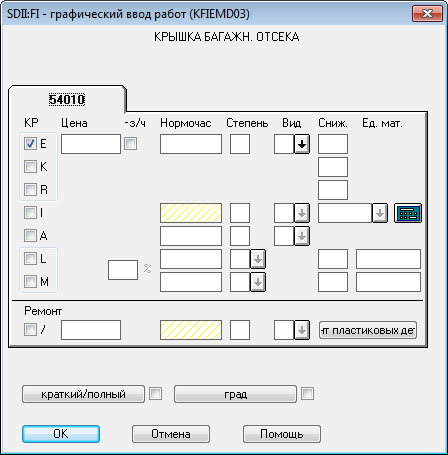 SDII:FI - графический ввод работ (KFIEMD03)
КРЫШКА БАГАЖН. ОТСЕКА
54010
КР Цена -з/ч Нормочас Степень Вид Сниж. Ед. мат.
E
K
R
I
A
L %
M
Ремонт
/ т пластиковых де
краткий/полный град
OK Отмена Помощь